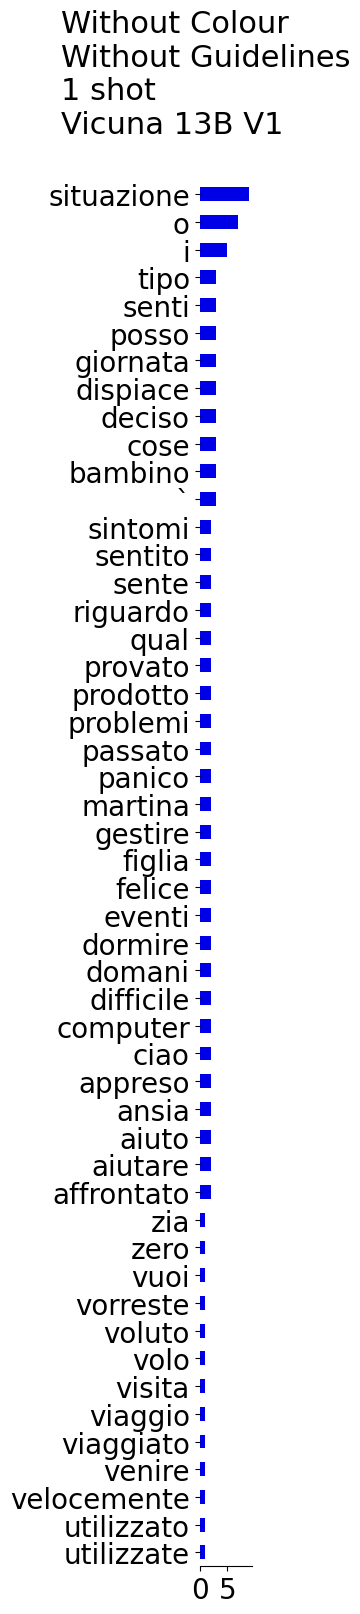 Without Colour
Without Guidelines
1 shot
Vicuna 13B V1
situazione
o
i
tipo
senti
posso
giornata
dispiace
deciso
cose
bambino
`
sintomi
sentito
sente
riguardo
qual
provato
prodotto
problemi
passato
panico
martina
gestire
figlia
felice
eventi
dormire
domani
difficile
computer
ciao
appreso
ansia
aiuto
aiutare
affrontato
zia
zero
vuoi
vorreste
voluto
volo
visita
viaggio
viaggiato
venire
velocemente
utilizzato
utilizzate
0 5